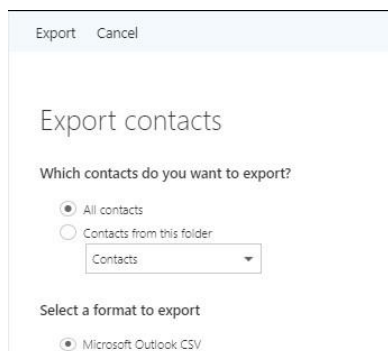 Export Cancel
Export contacts
Which contacts do you want to export?
All contacts
Contacts from this folder
Contacts
Select a format to export
Microsoft Outlook CSV